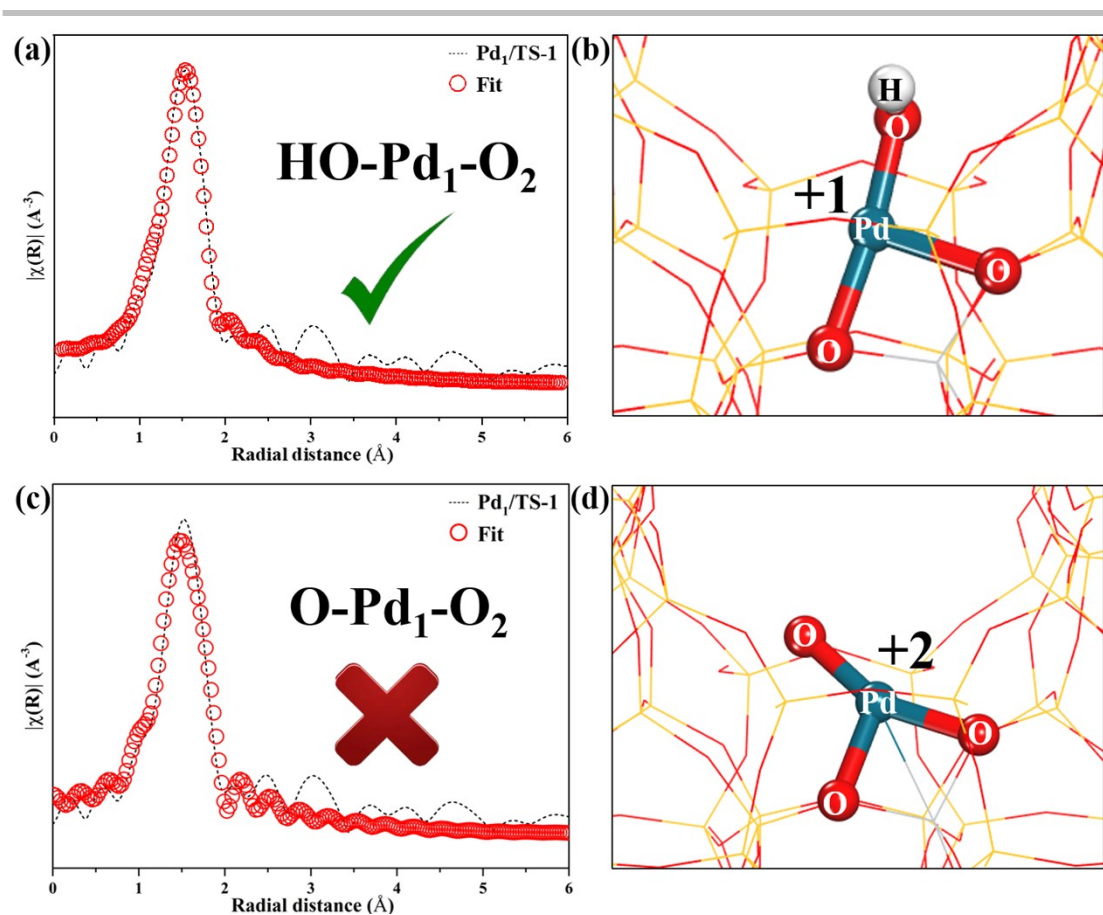 (a)
Pd₁/TS-1
Fit
HO-Pd₁-O₂
|χ(R)| (A⁻³)
0 1 2 3 4 5 6
Radial distance (Å)
(b)
H
O
+1
Pd
O
O
(c)
Pd₁/TS-1
Fit
O-Pd₁-O₂
|χ(R)| (A⁻³)
0 1 2 3 4 5 6
Radial distance (Å)
(d)
O
+2
Pd
O
O